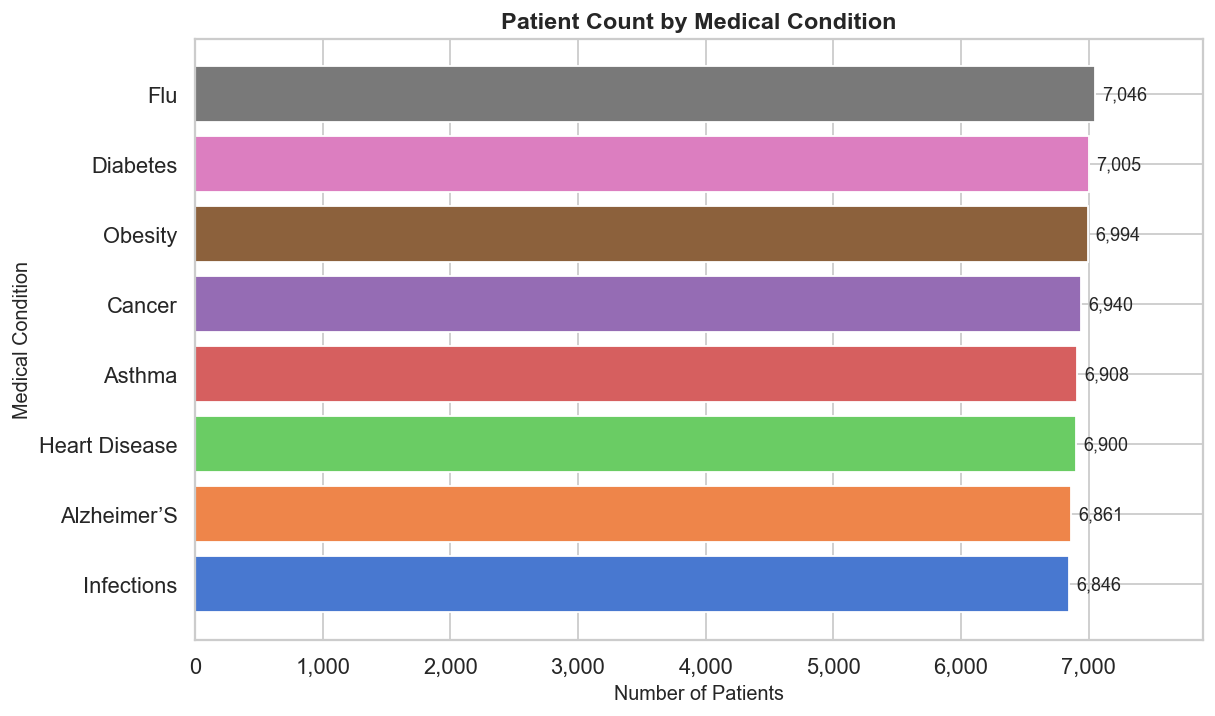 Patient Count by Medical Condition
Medical Condition
Flu 7,046
Diabetes 7,005
Obesity 6,994
Cancer 6,940
Asthma 6,908
Heart Disease 6,900
Alzheimer’S 6,861
Infections 6,846
0 1,000 2,000 3,000 4,000 5,000 6,000 7,000
Number of Patients